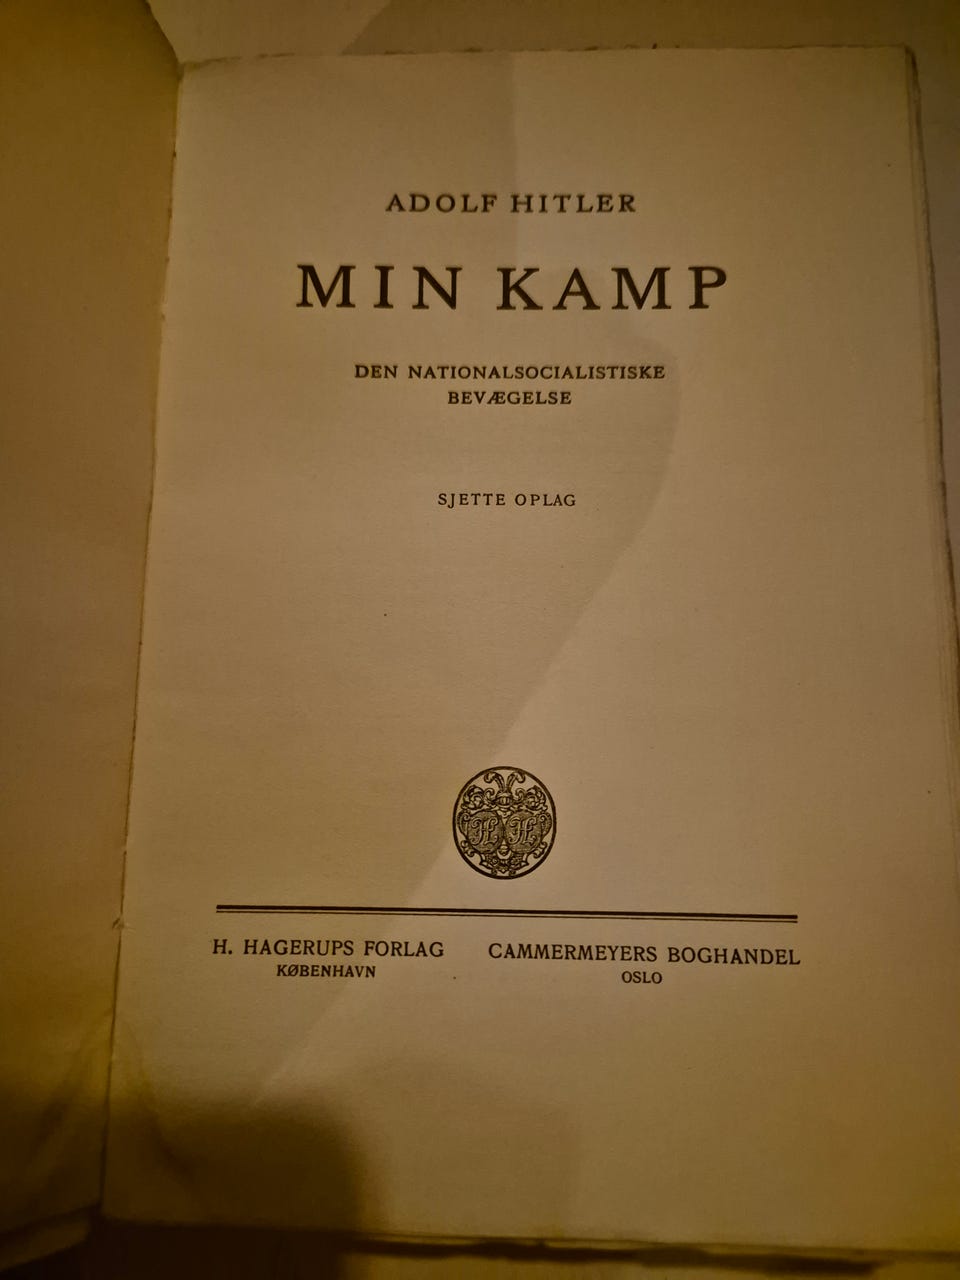 ADOLF HITLER
MIN KAMP
DEN NATIONALSOCIALISTISKE
BEVÆGELSE
SJETTE OPLAG
H H
H. HAGERUPS FORLAG
KØBENHAVN
CAMMERMEYERS BOGHANDEL
OSLO